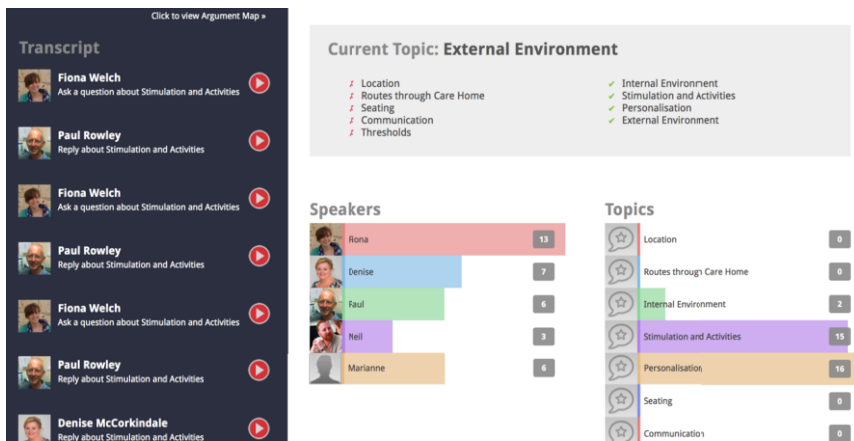 Click to view Argument Map »
Transcript
Fiona Welch
Ask a question about Stimulation and Activities
Paul Rowley
Reply about Stimulation and Activities
Fiona Welch
Ask a question about Stimulation and Activities
Paul Rowley
Reply about Stimulation and Activities
Fiona Welch
Ask a question about Stimulation and Activities
Paul Rowley
Reply about Stimulation and Activities
Denise McCorkindale
Reply about Stimulation and Activities
Current Topic: External Environment
Location
Routes through Care Home
Seating
Communication
Thresholds
Internal Environment
Stimulation and Activities
Personalisation
External Environment
Speakers
Fiona 13
Denise 7
Paul 6
Neil 3
Marianne 6
Topics
Location 0
Routes through Care Home 0
Internal Environment 2
Stimulation and Activities 15
Personalisation 16
Seating 0
Communication 0